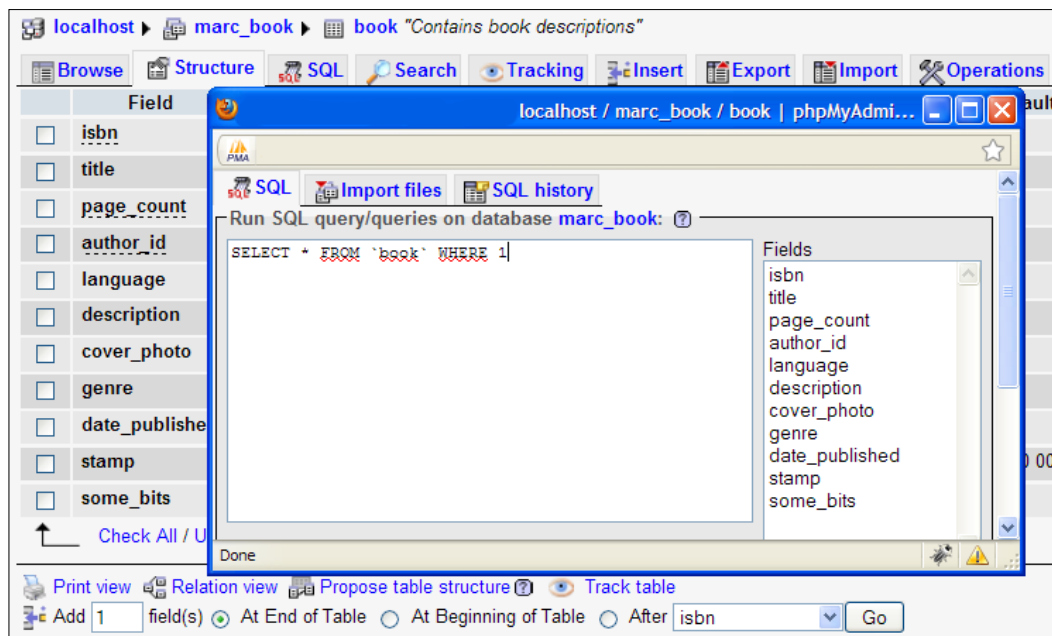 localhost ▶ marc_book ▶ book "Contains book descriptions"
Browse Structure SQL Search Tracking Insert Export Import Operations
Field
isbn
title
page_count
author_id
language
description
cover_photo
genre
date_publishe
stamp
some_bits
Check All / U
localhost / marc_book / book | phpMyAdmi...
PMA
SQL Import files SQL history
Run SQL query/queries on database marc_book:
SELECT * FROM `book` WHERE 1
Fields
isbn
title
page_count
author_id
language
description
cover_photo
genre
date_published
stamp
some_bits
Done
ault
0 00
Print view Relation view Propose table structure Track table
Add 1 field(s) At End of Table At Beginning of Table After isbn Go